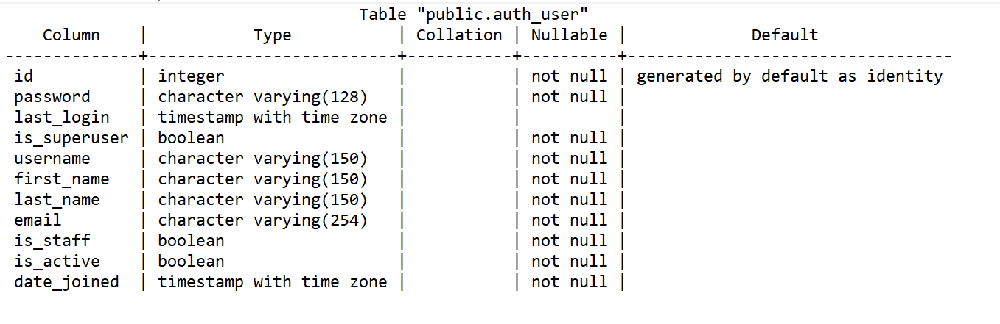 Table "public.auth_user"
Column | Type | Collation | Nullable | Default
--------------+--------------------------+-----------+----------+----------------------------------
id | integer | | not null | generated by default as identity
password | character varying(128) | | not null |
last_login | timestamp with time zone | | |
is_superuser | boolean | | not null |
username | character varying(150) | | not null |
first_name | character varying(150) | | not null |
last_name | character varying(150) | | not null |
email | character varying(254) | | not null |
is_staff | boolean | | not null |
is_active | boolean | | not null |
date_joined | timestamp with time zone | | not null |